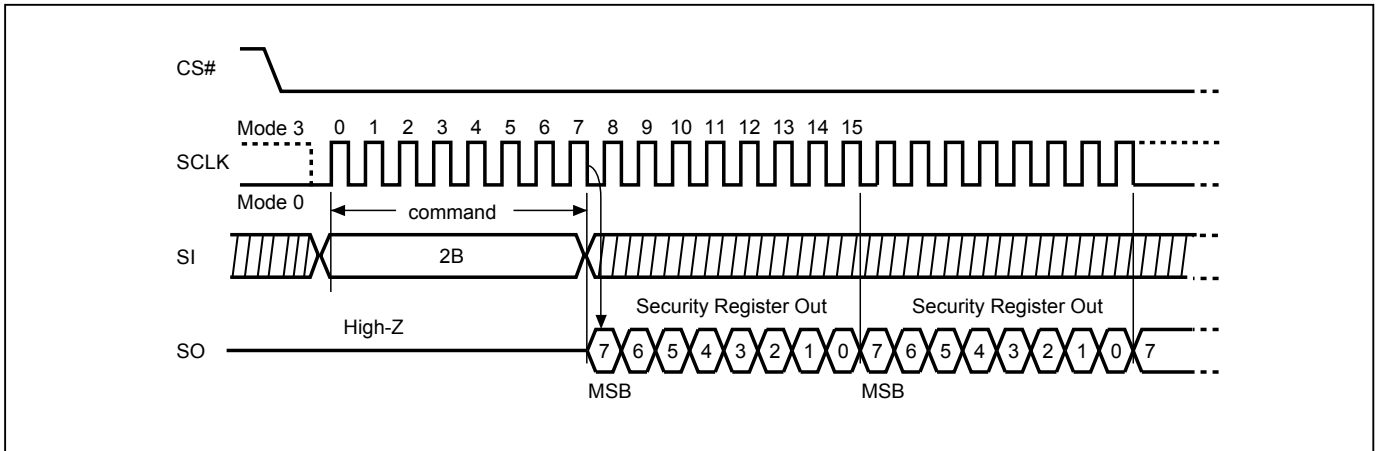 CS#
Mode 3 0 1 2 3 4 5 6 7 8 9 10 11 12 13 14 15
SCLK
Mode 0
command
SI 2B
Security Register Out Security Register Out
High-Z
SO 7 6 5 4 3 2 1 0 7 6 5 4 3 2 1 0 7
MSB MSB